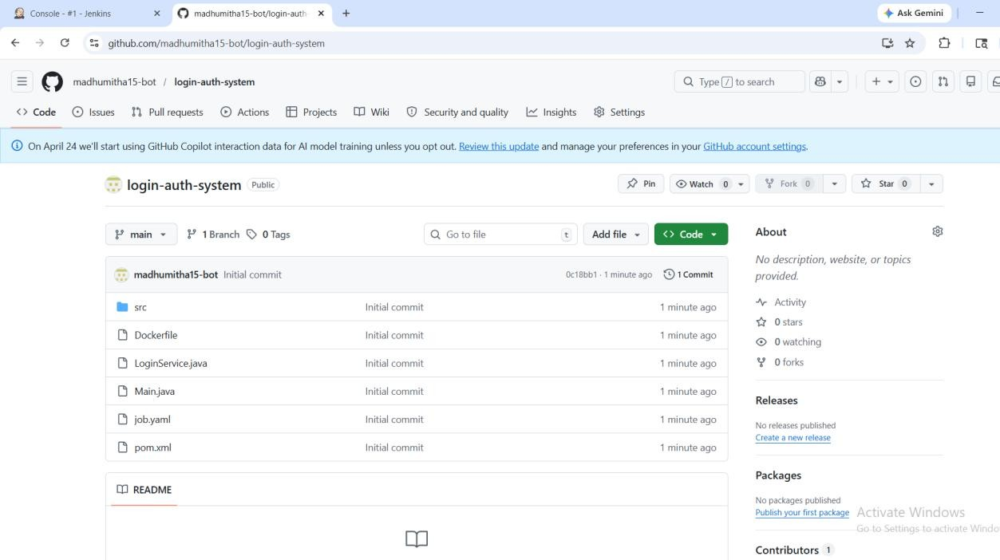 Console - #1 - Jenkins
madhumitha15-bot/login-auth-
Ask Gemini
github.com/madhumitha15-bot/login-auth-system
madhumitha15-bot / login-auth-system
Type / to search
Code
Issues
Pull requests
Actions
Projects
Wiki
Security and quality
Insights
Settings
On April 24 we'll start using GitHub Copilot interaction data for AI model training unless you opt out. Review this update and manage your preferences in your GitHub account settings.
login-auth-system Public
Pin
Watch 0
Fork 0
Star 0
main
1 Branch
0 Tags
Go to file t
Add file
Code
About
No description, website, or topics
provided.
madhumitha15-bot Initial commit 0c18bb1 · 1 minute ago 1 Commit
src Initial commit 1 minute ago
Dockerfile Initial commit 1 minute ago
LoginService.java Initial commit 1 minute ago
Main.java Initial commit 1 minute ago
job.yaml Initial commit 1 minute ago
pom.xml Initial commit 1 minute ago
README
Activity
0 stars
0 watching
0 forks
Releases
No releases published
Create a new release
Packages
No packages published
Publish your first package
Contributors 1
Activate Windows
Go to Settings to activate Windo